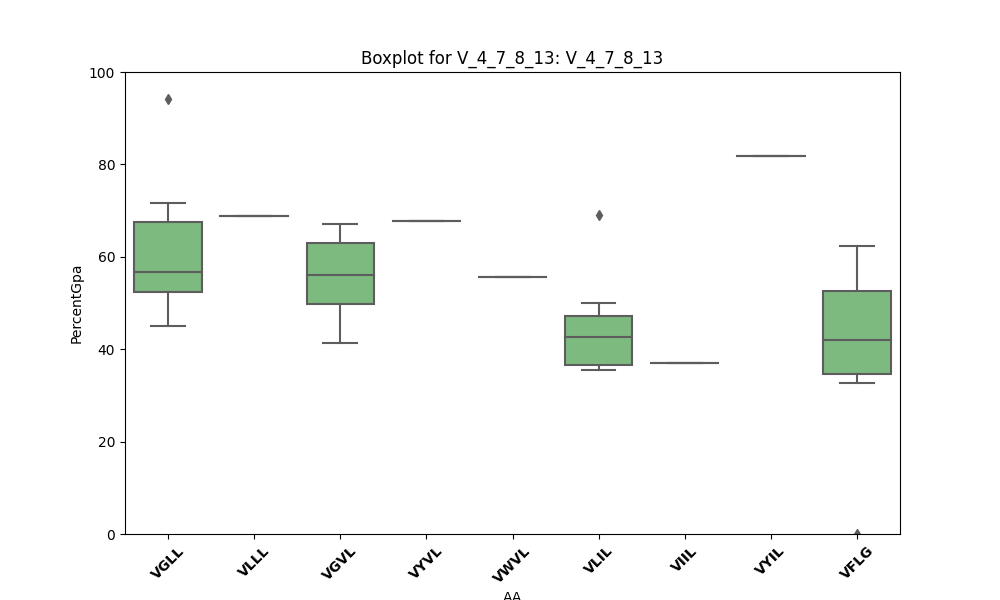 Boxplot for V_4_7_8_13: V_4_7_8_13
PercentGpa
100
80
60
40
20
0
VGLL VLLL VGVL VYVL VWVL VLIL VIIL VYIL VFLG
AA